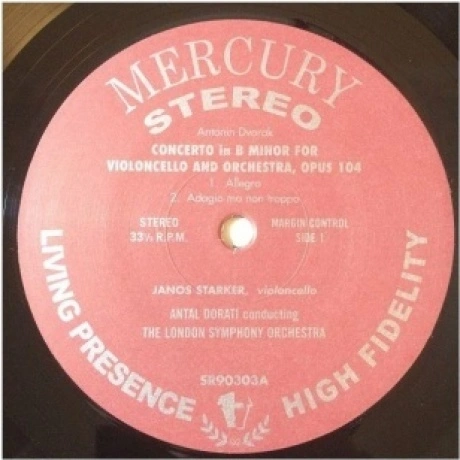 MERCURY
STEREO
Antonin Dvorak
CONCERTO in B MINOR FOR
VIOLONCELLO AND ORCHESTRA, OPUS 104
1. Allegro
2. Adagio ma non troppo
STEREO
33⅓ R.P.M.
MARGIN CONTROL
SIDE 1
JANOS STARKER, violoncello
ANTAL DORATI conducting
THE LONDON SYMPHONY ORCHESTRA
SR90303A
LIVING PRESENCE
HIGH FIDELITY